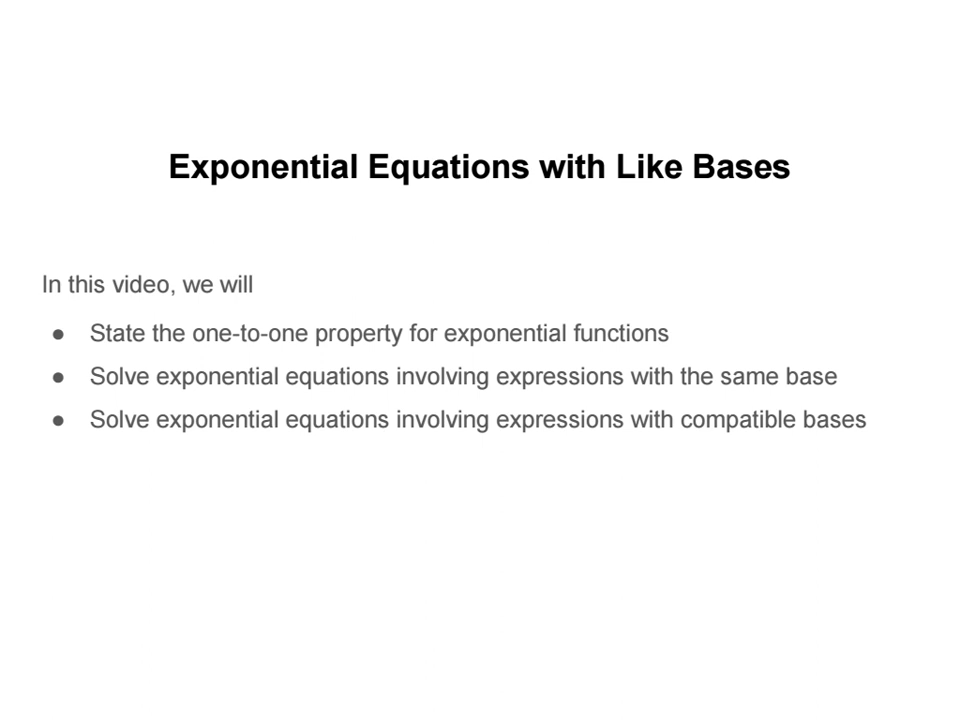 Exponential Equations with Like Bases
In this video, we will
● State the one-to-one property for exponential functions
● Solve exponential equations involving expressions with the same base
● Solve exponential equations involving expressions with compatible bases